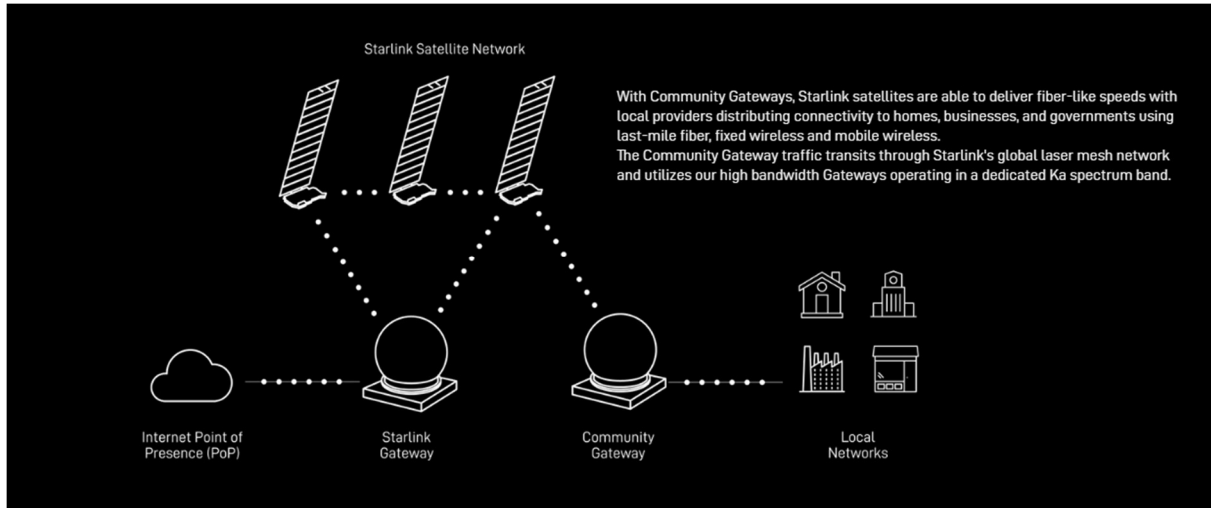 Starlink Satellite Network
With Community Gateways, Starlink satellites are able to deliver fiber-like speeds with
local providers distributing connectivity to homes, businesses, and governments using
last-mile fiber, fixed wireless and mobile wireless.
The Community Gateway traffic transits through Starlink's global laser mesh network
and utilizes our high bandwidth Gateways operating in a dedicated Ka spectrum band.
Internet Point of
Presence (PoP)
Starlink
Gateway
Community
Gateway
Local
Networks